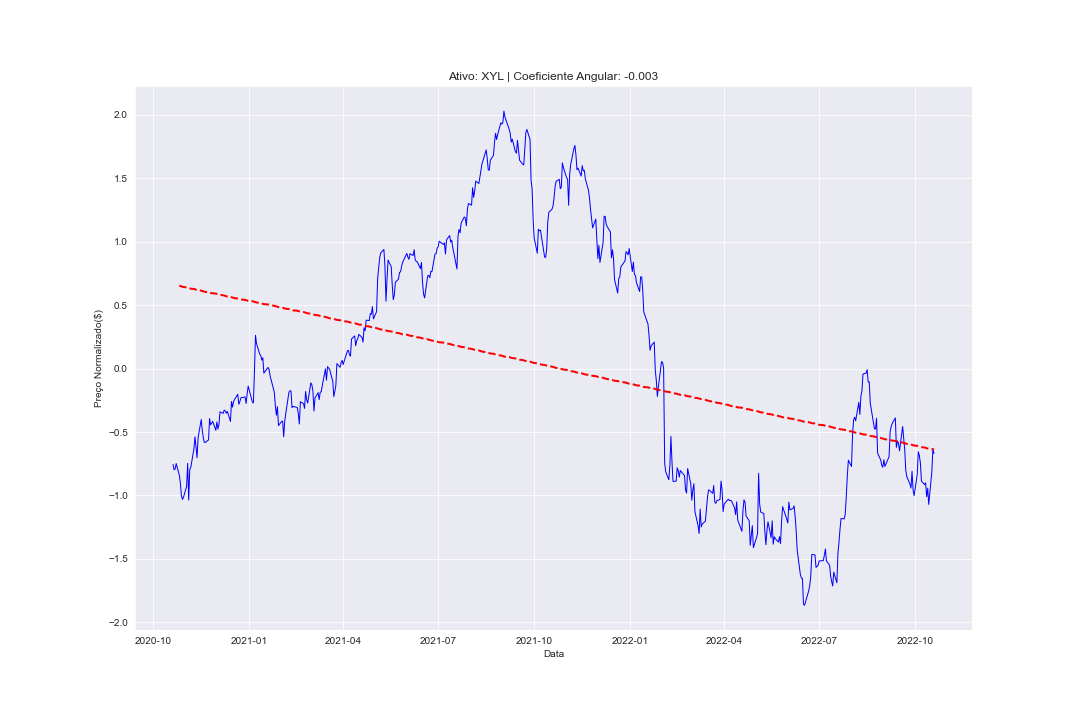 Ativo: XYL | Coeficiente Angular: -0.003
Preço Normalizado($)
2.0
1.5
1.0
0.5
0.0
−0.5
−1.0
−1.5
−2.0
2020-10 2021-01 2021-04 2021-07 2021-10 2022-01 2022-04 2022-07 2022-10
Data